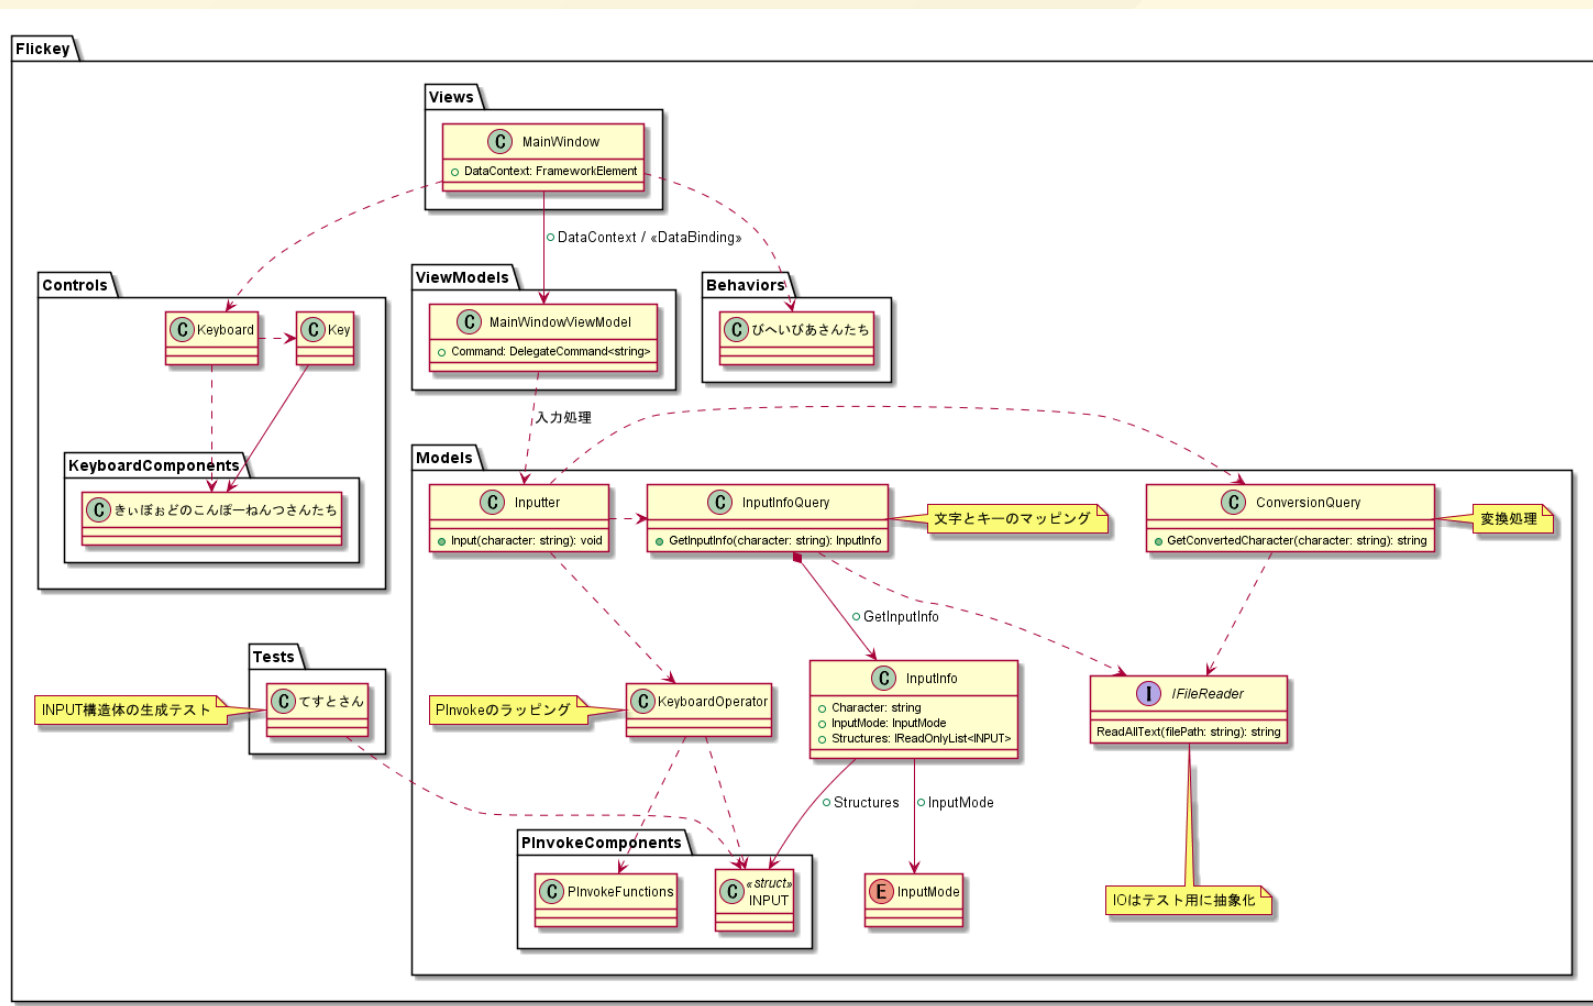 Flickey
Views
C MainWindow
DataContext: FrameworkElement
DataContext / «DataBinding»
Controls
C Keyboard
C Key
ViewModels
C MainWindowViewModel
Command: DelegateCommand<string>
Behaviors
C びへいびあさんたち
入力処理
KeyboardComponents
C きぃぼぉどのこんぽーねんつさんたち
Models
C Inputter
Input(character: string): void
C InputInfoQuery
GetInputInfo(character: string): InputInfo
文字とキーのマッピング
C ConversionQuery
GetConvertedCharacter(character: string): string
変換処理
GetInputInfo
Tests
C てすとさん
INPUT構造体の生成テスト
PInvokeのラッピング
C KeyboardOperator
C InputInfo
Character: string
InputMode: InputMode
Structures: IReadOnlyList<INPUT>
I IFileReader
ReadAllText(filePath: string): string
Structures
InputMode
PInvokeComponents
C PInvokeFunctions
C «struct»
INPUT
E InputMode
IOはテスト用に抽象化